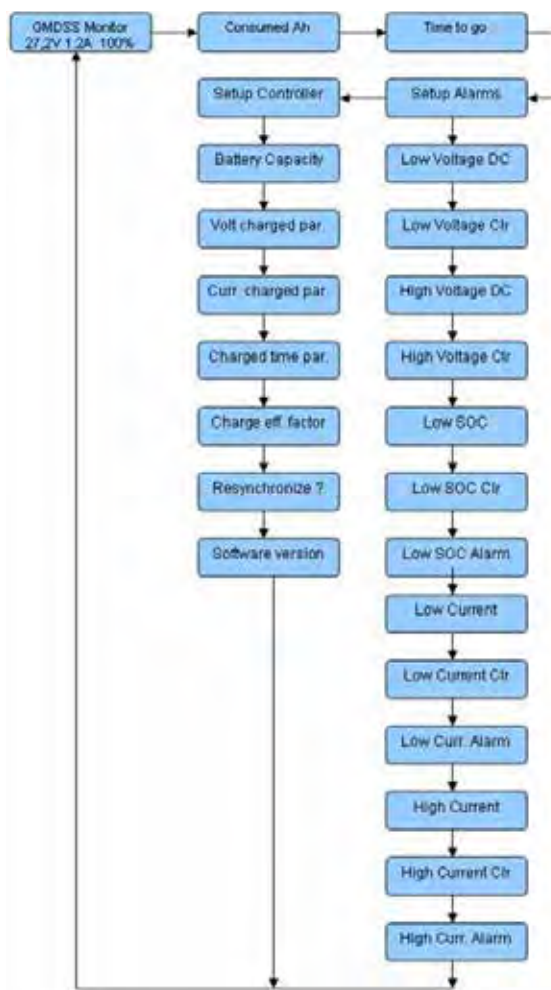 GMDSS Monitor
27,2V 1.2A 100%
Consumed Ah
Time to go
Setup Controller
Setup Alarms
Battery Capacity
Volt charged par.
Curr. charged par.
Charged time par.
Charge eff. factor
Resynchronize ?
Software version
Low Voltage DC
Low Voltage Clr
High Voltage DC
High Voltage Clr
Low SOC
Low SOC Clr
Low SOC Alarm
Low Current
Low Current Clr
Low Curr. Alarm
High Current
High Current Clr
High Curr. Alarm